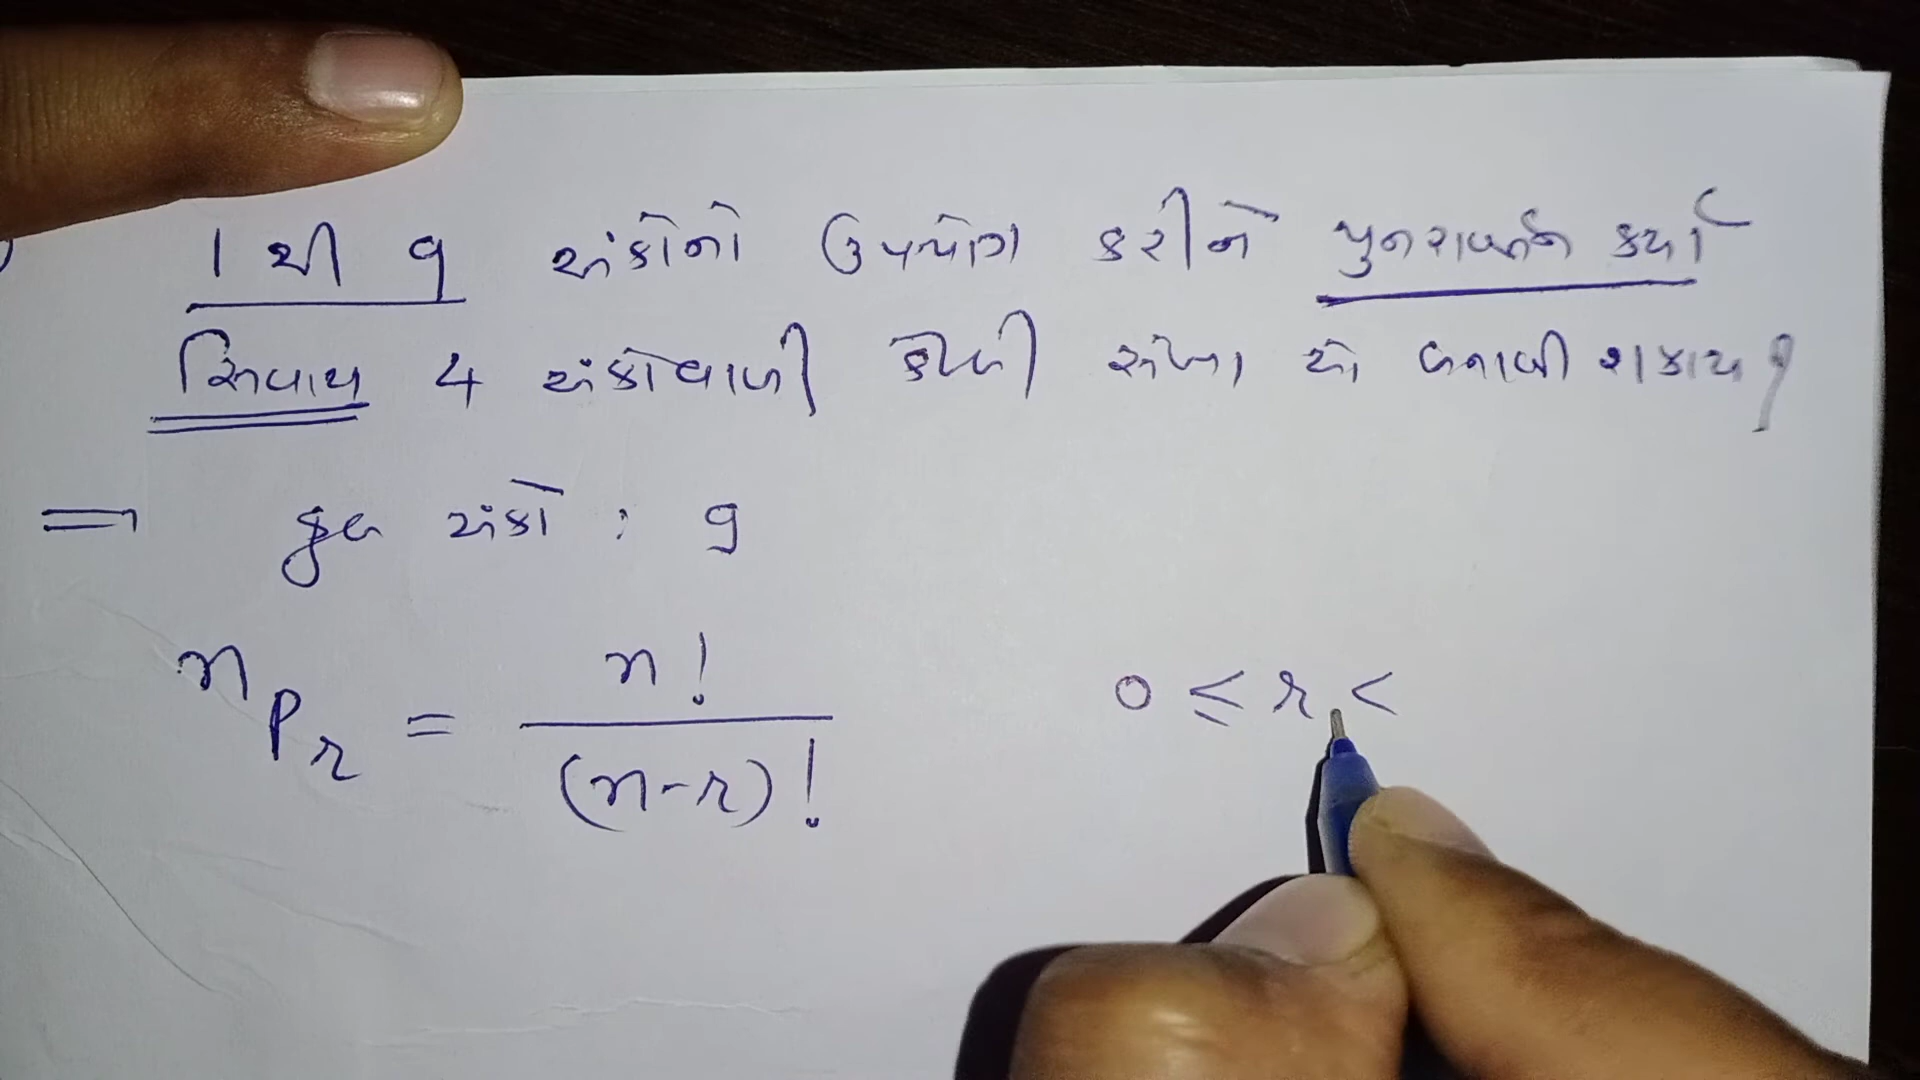 1 થી 9 અંકોનો ઉપયોગ કરીને પુનરાવર્તન કર્યા
સિવાય 4 અંકોવાળી કેટલી સંખ્યા ઓ બનાવી શકાય ?
⇒ કુલ અંકો : 9
nPr = n! / (n-r)!
0 ≤ r <